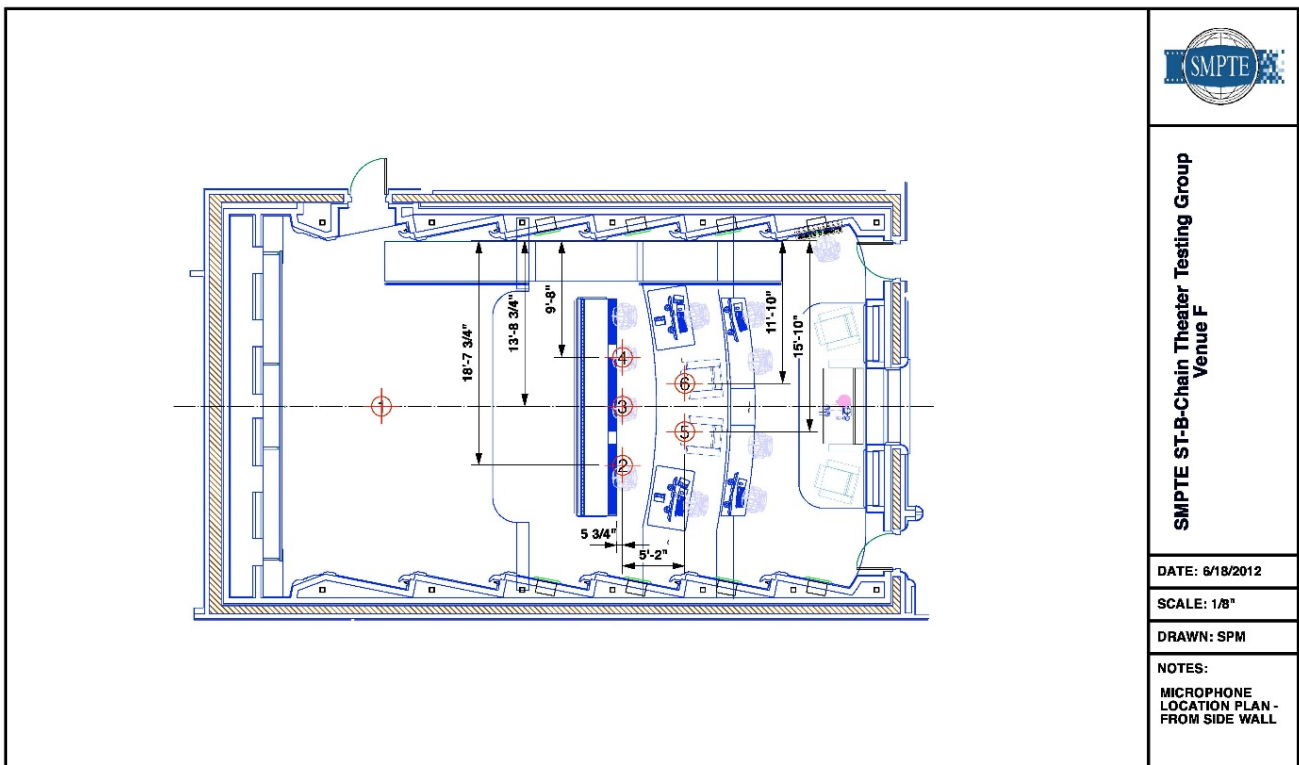 SMPTE
SMPTE ST-B-Chain Theater Testing Group
Venue F
DATE: 6/18/2012
SCALE: 1/8"
DRAWN: SPM
NOTES:
MICROPHONE
LOCATION PLAN -
FROM SIDE WALL
18'-7 3/4"
13'-8 3/4"
9'-8"
11'-10"
15'-10"
4
6
1
3
5
2
5 3/4"
5'-2"